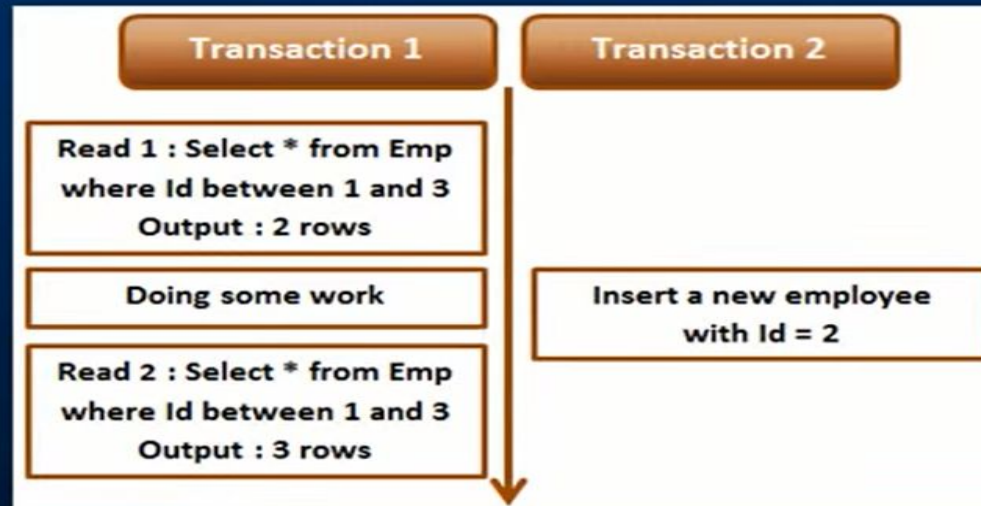 Transaction 1
Transaction 2
Read 1 : Select * from Emp
where Id between 1 and 3
Output : 2 rows
Doing some work
Insert a new employee
with Id = 2
Read 2 : Select * from Emp
where Id between 1 and 3
Output : 3 rows